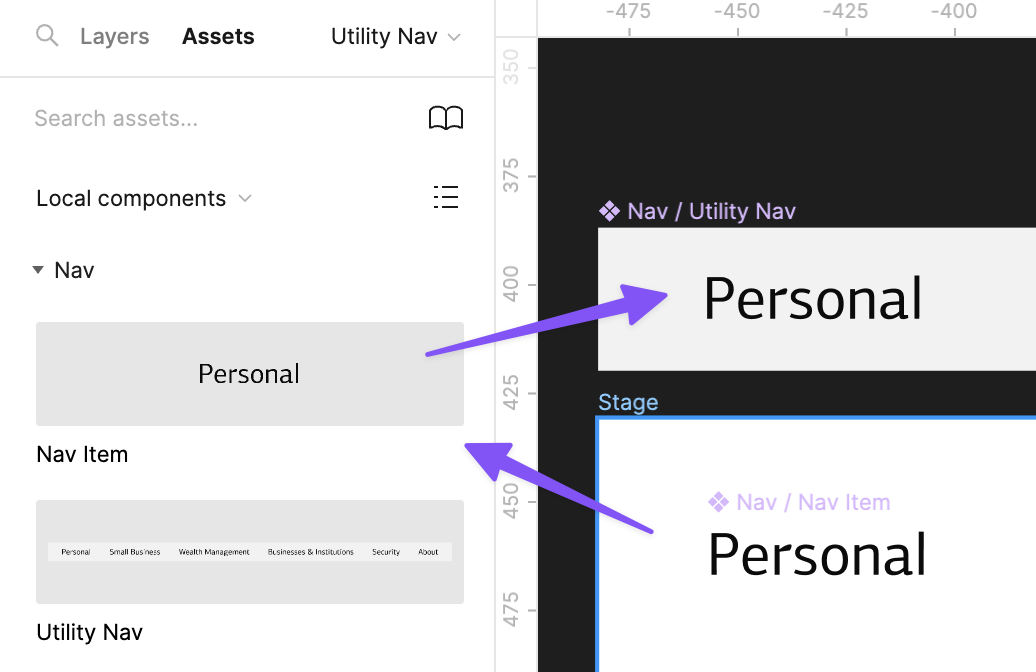 Layers Assets Utility Nav
Search assets...
Local components
Nav
Personal
Nav Item
Personal Small Business Wealth Management Businesses & Institutions Security About
Utility Nav
-475 -450 -425 -400
350
375
400
425
450
475
Nav / Utility Nav
Personal
Stage
Nav / Nav Item
Personal